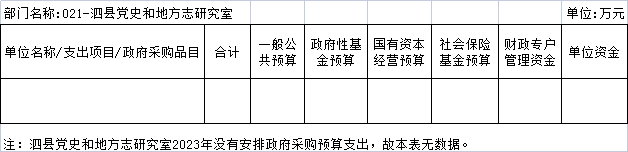 部门名称:021-泗县党史和地方志研究室 单位:万元
单位名称/支出项目/政府采购品目 合计 一般公共预算 政府性基金预算 国有资本经营预算 社会保险基金预算 财政专户管理资金 单位资金
注：泗县党史和地方志研究室2023年没有安排政府采购预算支出，故本表无数据。